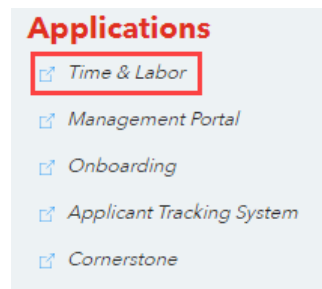 Applications
Time & Labor
Management Portal
Onboarding
Applicant Tracking System
Cornerstone